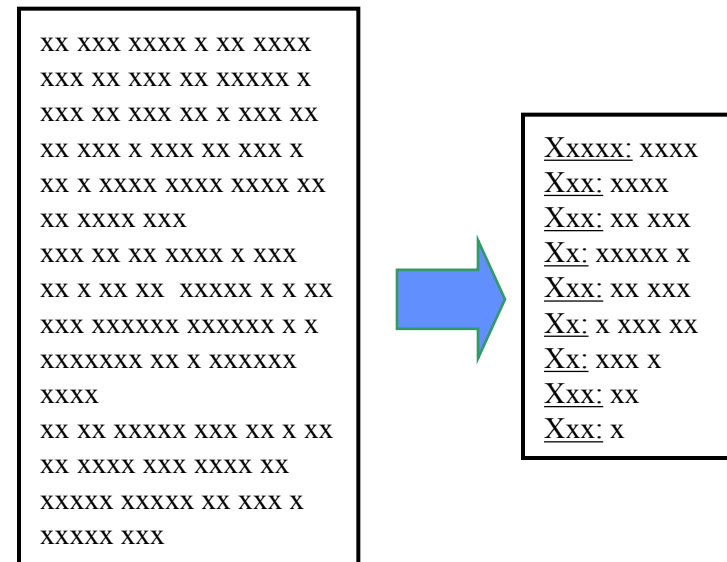 xx xxx xxxx x xx xxxx
xxx xx xxx xx xxxxx x
xxx xx xxx xx x xxx xx
xx xxx x xxx xx xxx x
xx x xxxx xxxx xxxx xx
xx xxxx xxx
xxx xx xx xxxx x xxx
xx x xx xx  xxxxx x x xx
xxx xxxxxx xxxxxx x x
xxxxxxx xx x xxxxxx
xxxx
xx xx xxxxx xxx xx x xx
xx xxxx xxx xxxx xx
xxxxx xxxxx xx xxx x
xxxxx xxx
Xxxxx: xxxx
Xxx: xxxx
Xxx: xx xxx
Xx: xxxxx x
Xxx: xx xxx
Xx: x xxx xx
Xx: xxx x
Xxx: xx
Xxx: x